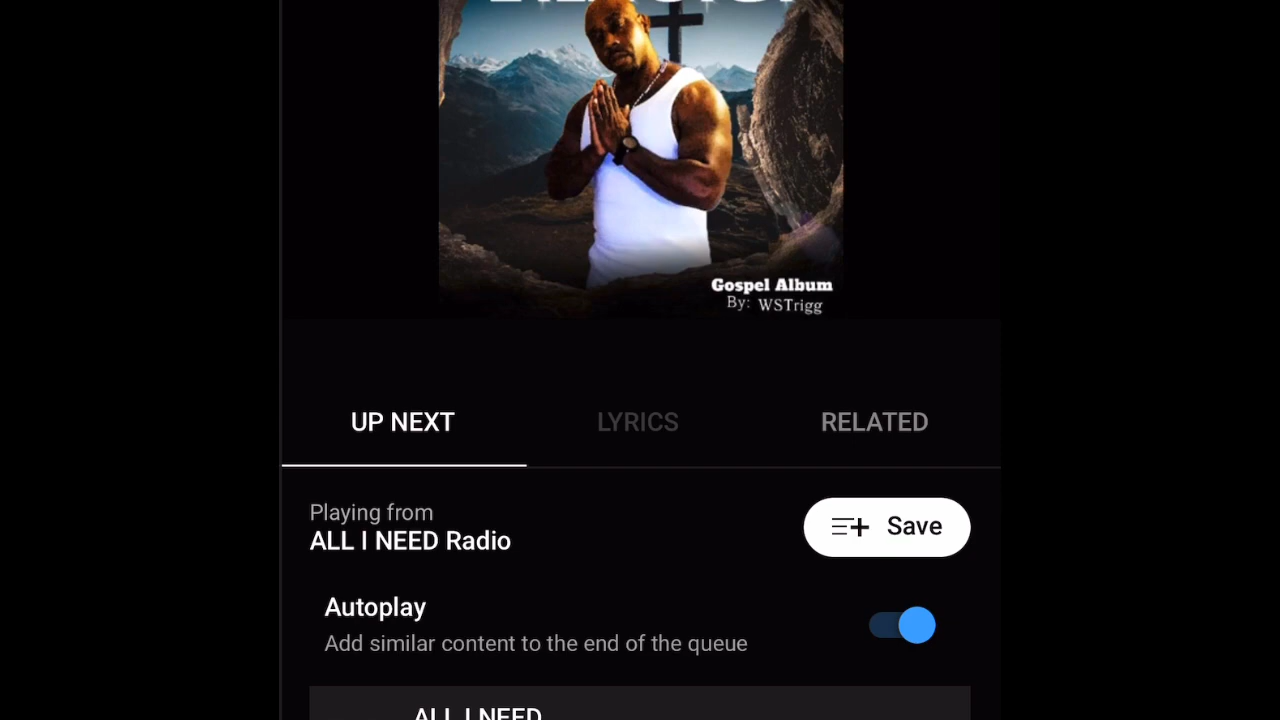 Gospel Album
By: WSTrigg
UP NEXT
LYRICS
RELATED
Playing from
ALL I NEED Radio
Save
Autoplay
Add similar content to the end of the queue
ALL I NEED